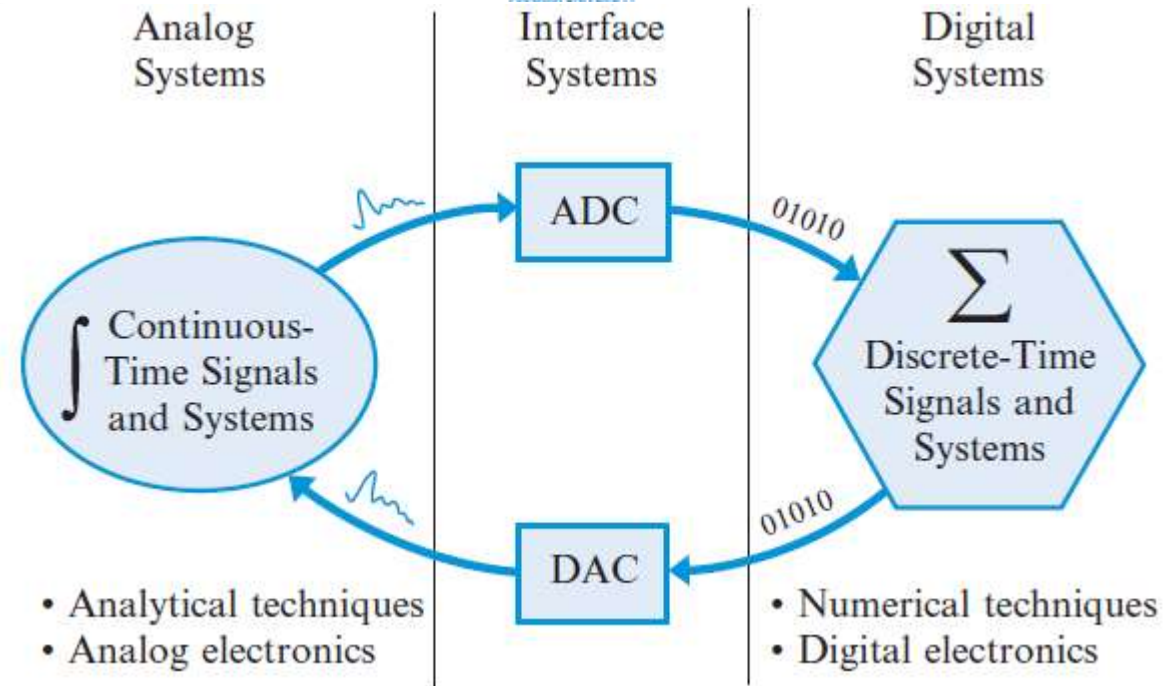 Analog
Systems
Interface
Systems
Digital
Systems
ADC
01010
∫ Continuous-
Time Signals
and Systems
∑
Discrete-Time
Signals and
Systems
01010
DAC
• Analytical techniques
• Analog electronics
• Numerical techniques
• Digital electronics